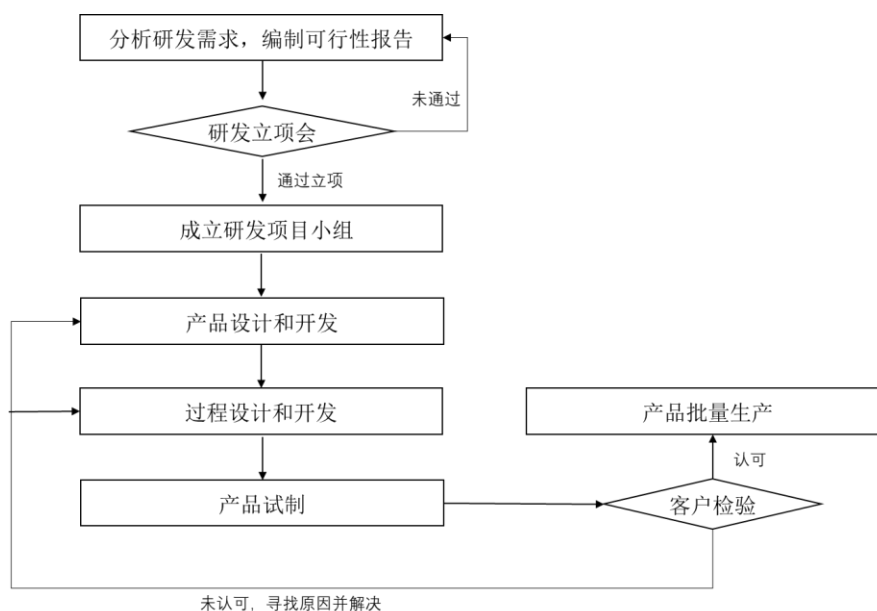 分析研发需求，编制可行性报告
未通过
研发立项会
通过立项
成立研发项目小组
产品设计和开发
过程设计和开发
产品批量生产
认可
产品试制
客户检验
未认可，寻找原因并解决